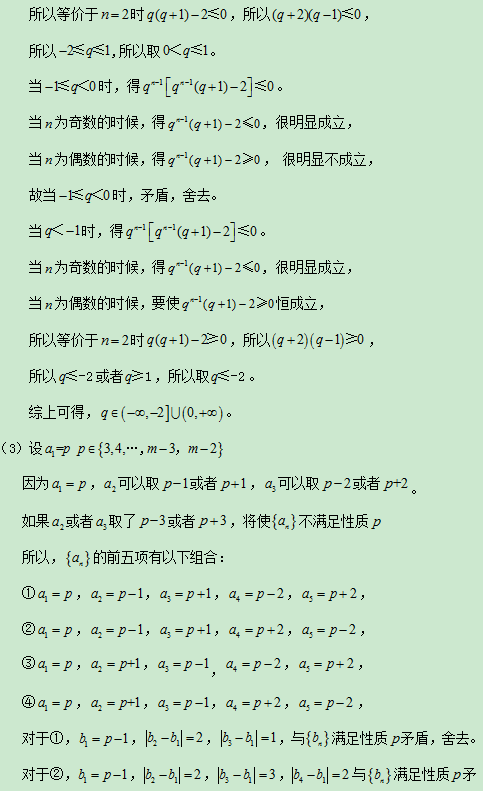 所以等价于n=2时q(q+1)-2≤0，所以(q+2)(q-1)≤0，
所以-2≤q≤1,所以取0<q≤1。
当-1≤q<0时，得qⁿ⁻¹[qⁿ⁻¹(q+1)-2]≤0。
当n为奇数的时候，得qⁿ⁻¹(q+1)-2≤0，很明显成立，
当n为偶数的时候，得qⁿ⁻¹(q+1)-2≥0， 很明显不成立，
故当-1≤q<0时，矛盾，舍去。
当q<-1时，得qⁿ⁻¹[qⁿ⁻¹(q+1)-2]≤0。
当n为奇数的时候，得qⁿ⁻¹(q+1)-2≤0，很明显成立，
当n为偶数的时候，要使qⁿ⁻¹(q+1)-2≥0恒成立，
所以等价于n=2时q(q+1)-2≥0，所以(q+2)(q-1)≥0，
所以q≤-2或者q≥1，所以取q≤-2。
综上可得，q∈(-∞,-2]∪(0,+∞)。
（3）设a₁=p p∈{3,4,…,m-3，m-2}
因为a₁=p，a₂可以取p-1或者p+1，a₃可以取p-2或者p+2。
如果a₂或者a₃取了p-3或者p+3，将使{aₙ}不满足性质p
所以，{aₙ}的前五项有以下组合：
①a₁=p，a₂=p-1，a₃=p+1，a₄=p-2，a₅=p+2，
②a₁=p，a₂=p-1，a₃=p+1，a₄=p+2，a₅=p-2，
③a₁=p，a₂=p+1，a₃=p-1，a₄=p-2，a₅=p+2，
④a₁=p，a₂=p+1，a₃=p-1，a₄=p+2，a₅=p-2，
对于①，b₁=p-1，|b₂-b₁|=2，|b₃-b₁|=1，与{bₙ}满足性质p矛盾，舍去。
对于②，b₁=p-1，|b₂-b₁|=2，|b₃-b₁|=3，|b₄-b₁|=2与{bₙ}满足性质p矛